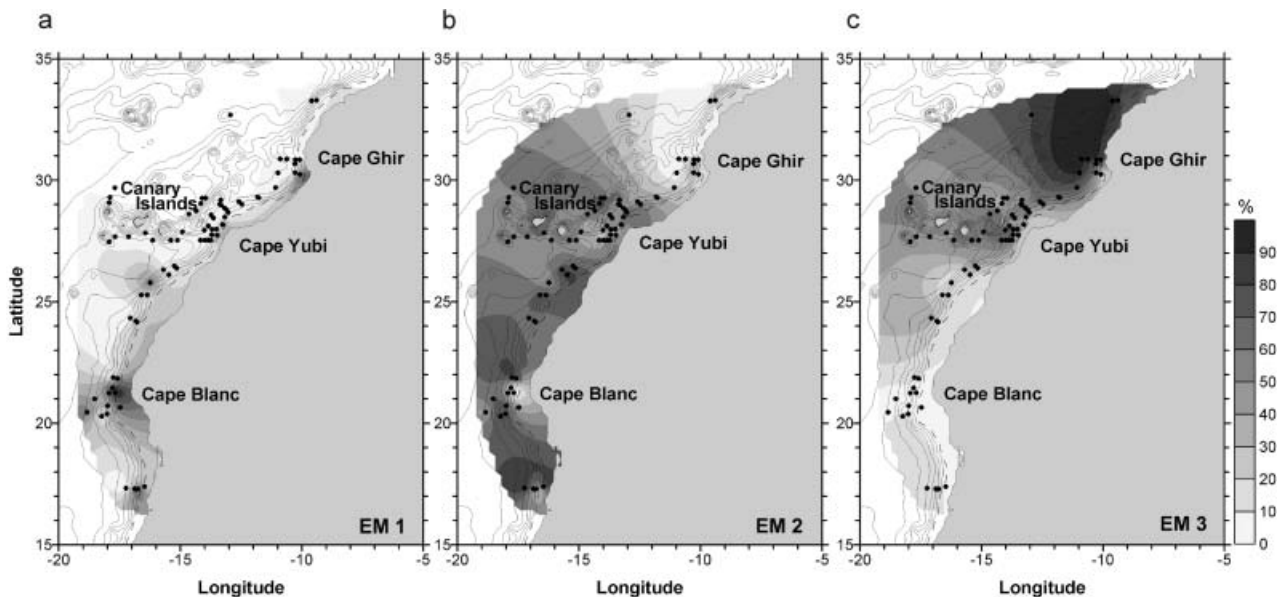 a
b
c
35
30
25
20
15
Latitude
-20
-15
-10
-5
Longitude
Cape Ghir
Canary
Islands
Cape Yubi
Cape Blanc
EM 1
35
30
25
20
15
-20
-15
-10
-5
Longitude
Cape Ghir
Canary
Islands
Cape Yubi
Cape Blanc
EM 2
35
30
25
20
15
-20
-15
-10
-5
Longitude
Cape Ghir
Canary
Islands
Cape Yubi
Cape Blanc
EM 3
%
90
80
70
60
50
40
30
20
10
0